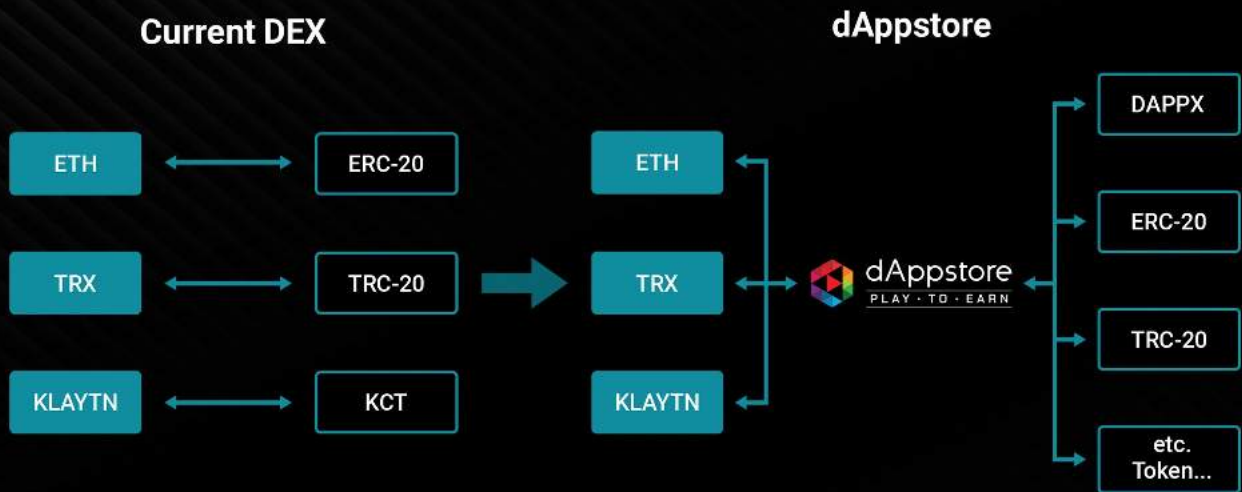 Current DEX
ETH
ERC-20
TRX
TRC-20
KLAYTN
KCT
dAppstore
ETH
TRX
KLAYTN
dAppstore
PLAY · TO · EARN
DAPPX
ERC-20
TRC-20
etc.
Token...